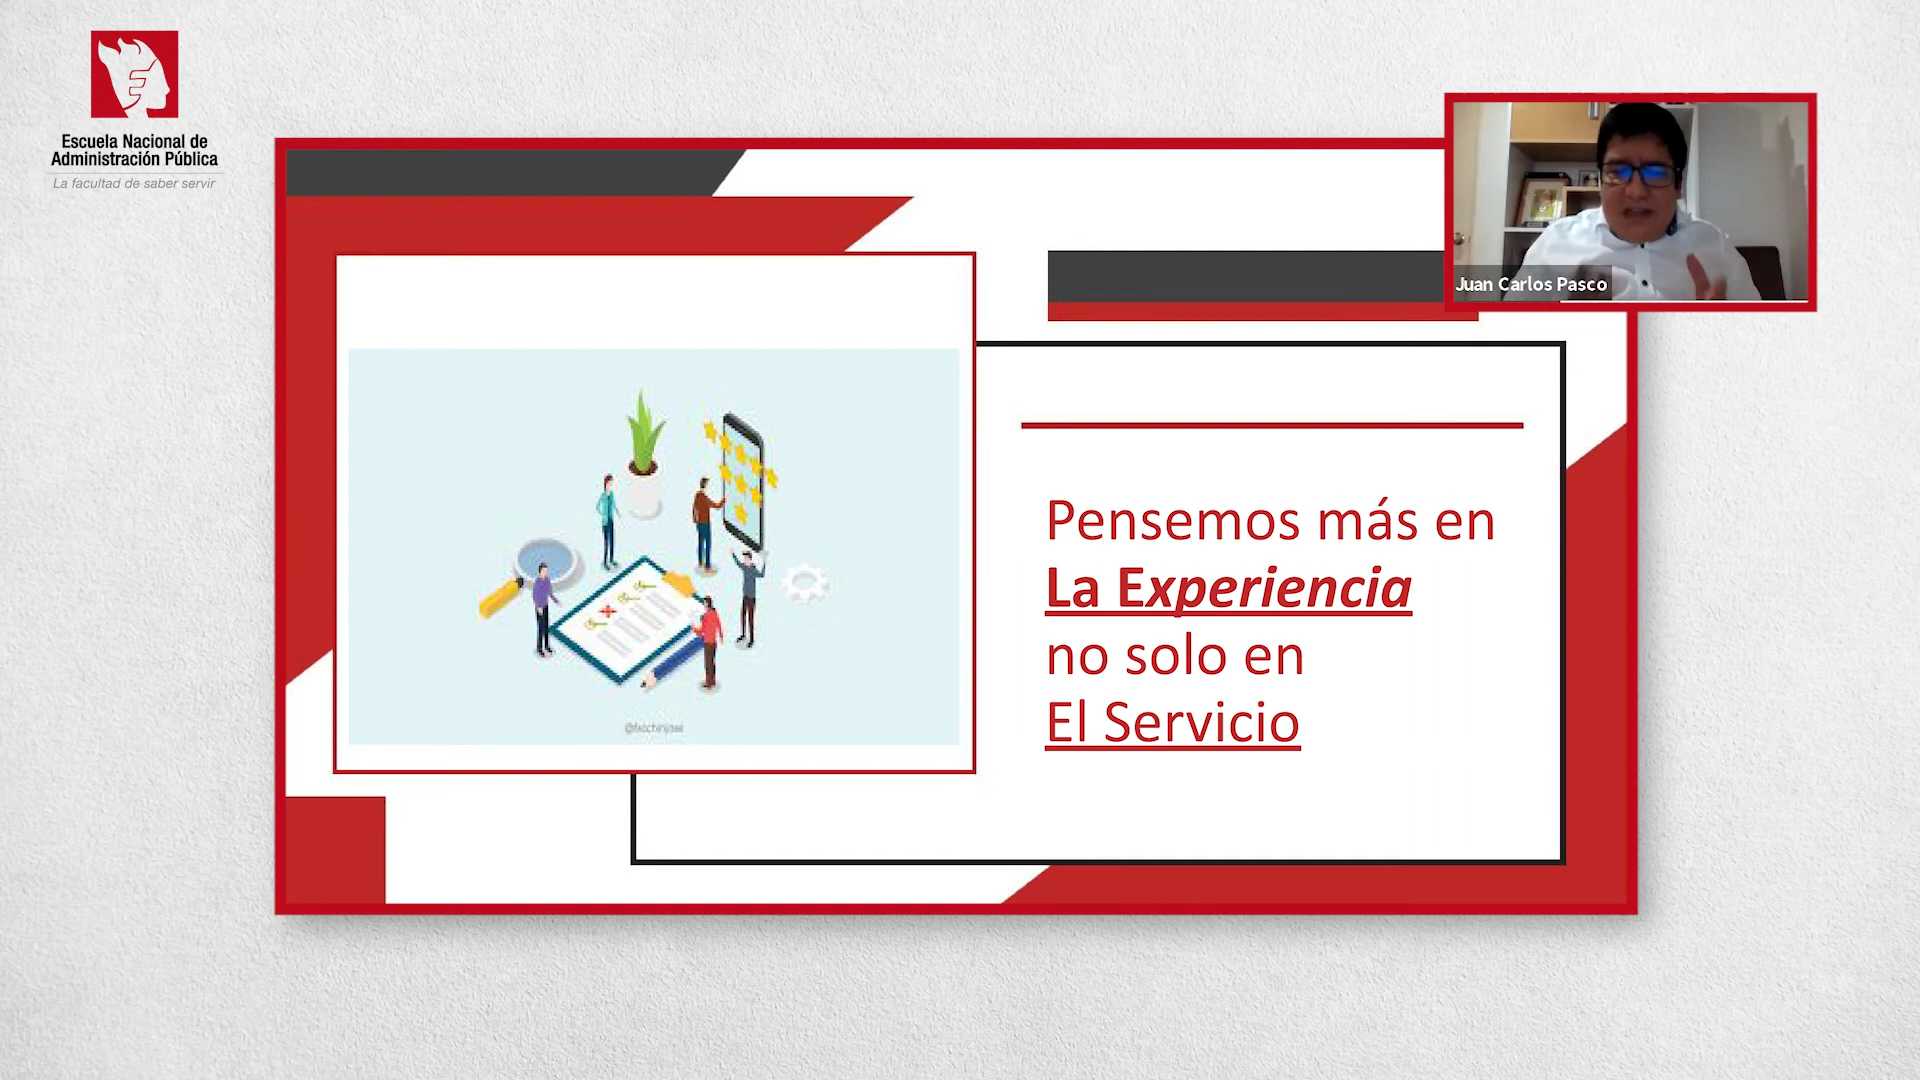 Escuela Nacional de
Administración Pública
La facultad de saber servir
Juan Carlos Pasco
Pensemos más en
La Experiencia
no solo en
El Servicio